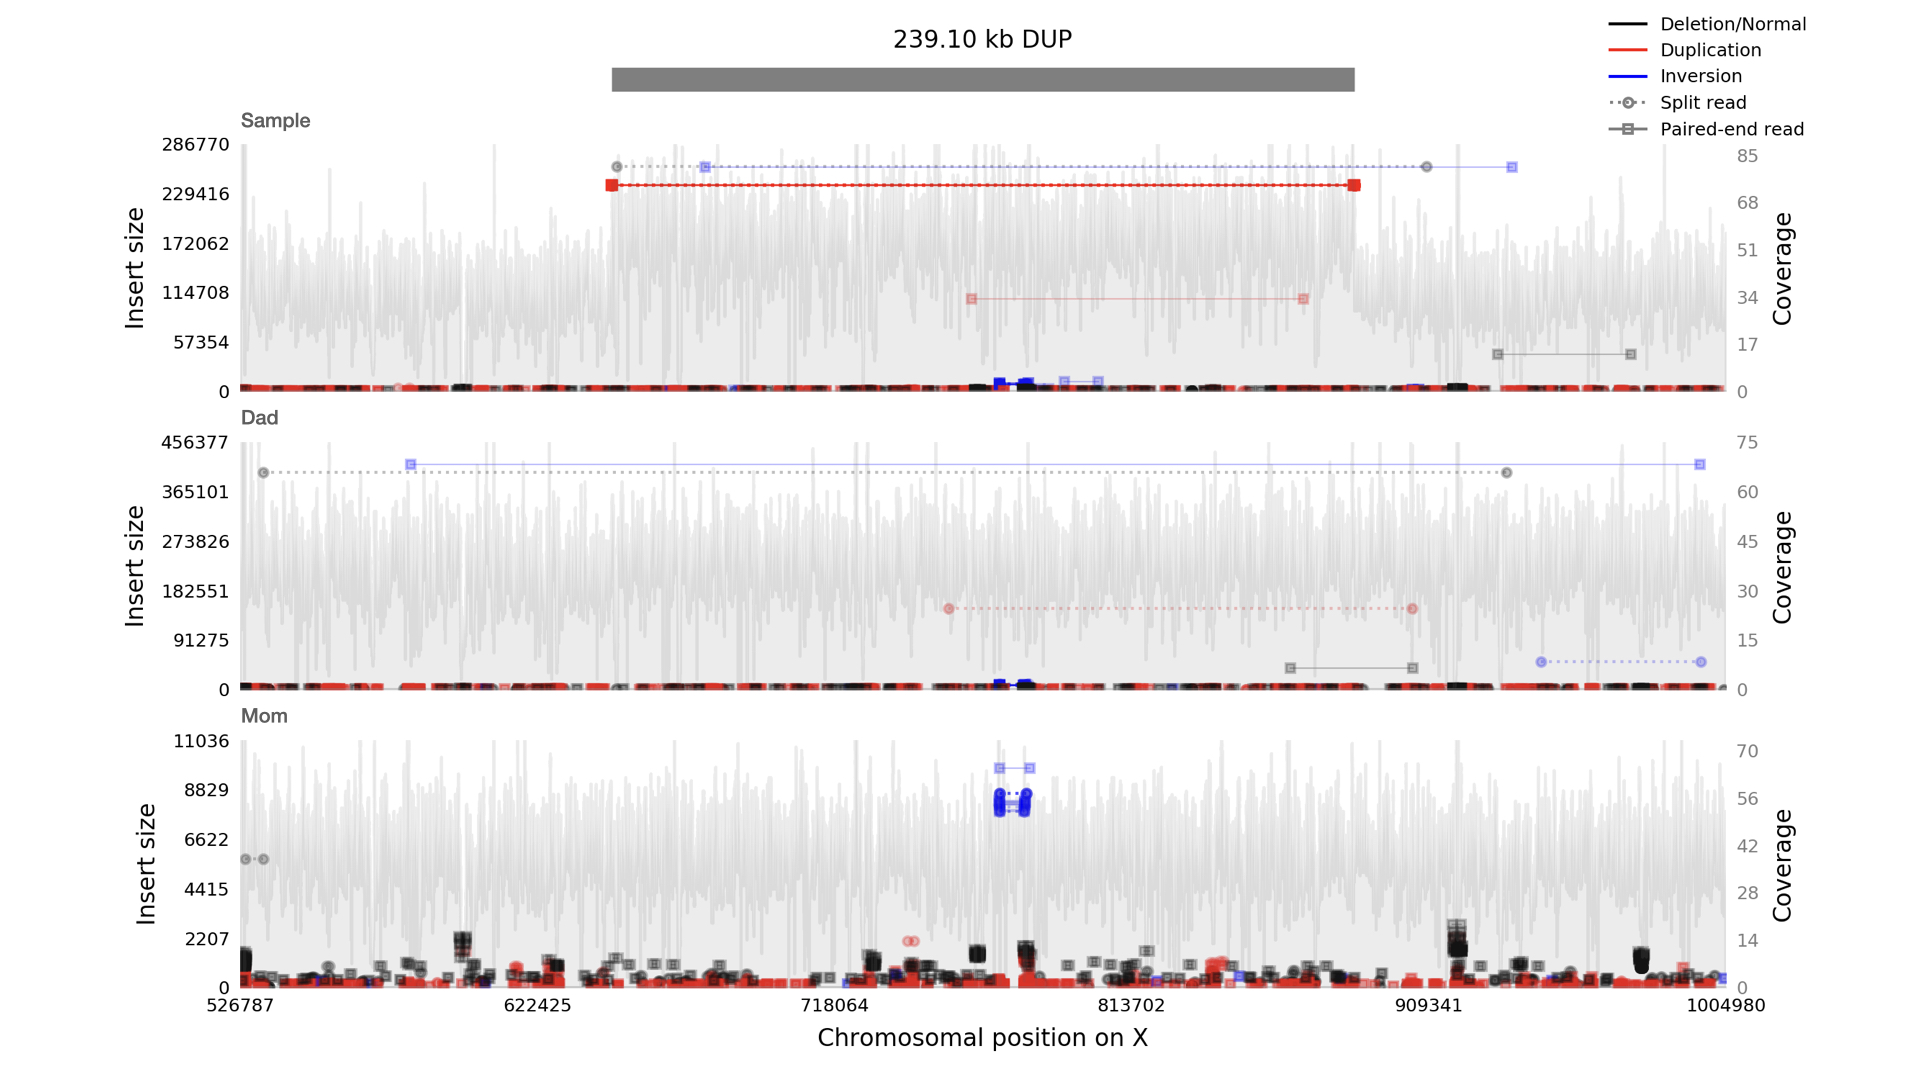 239.10 kb DUP
Deletion/Normal
Duplication
Inversion
Split read
Paired-end read
Sample
286770
229416
172062
114708
57354
0
Insert size
85
68
51
34
17
0
Coverage
Dad
456377
365101
273826
182551
91275
0
Insert size
75
60
45
30
15
0
Coverage
Mom
11036
8829
6622
4415
2207
0
Insert size
70
56
42
28
14
0
Coverage
526787 622425 718064 813702 909341 1004980
Chromosomal position on X